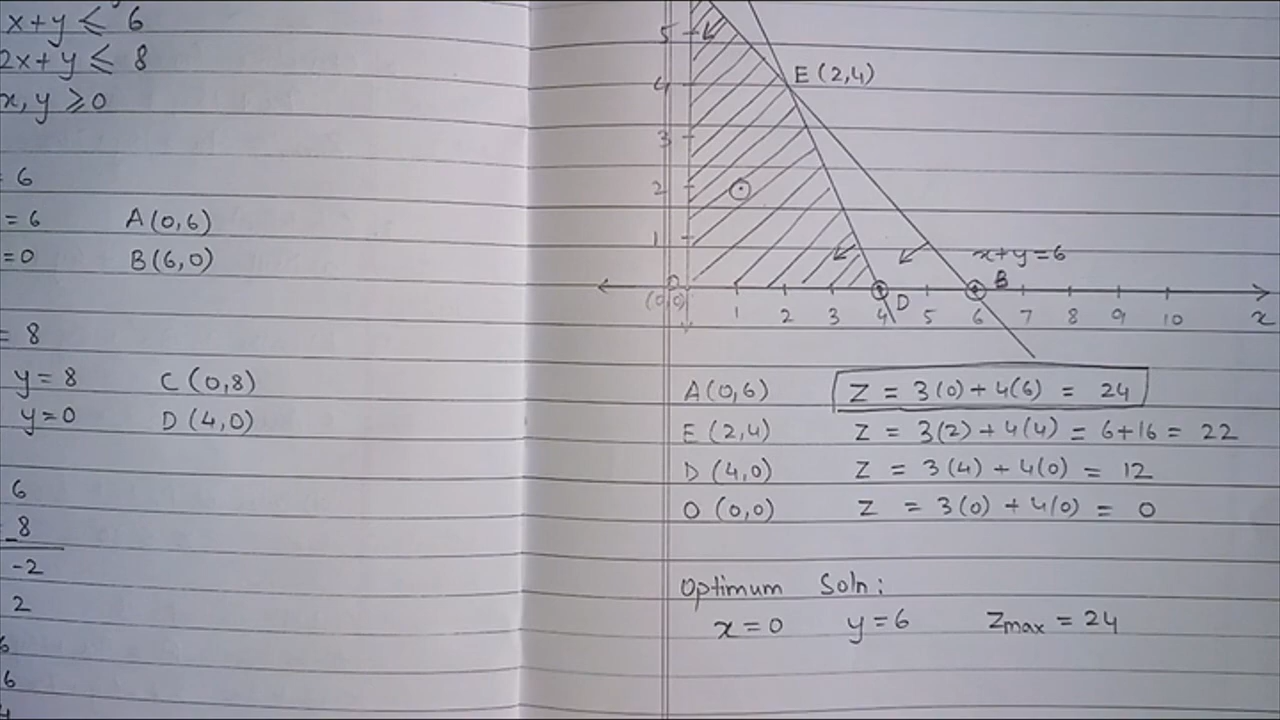 x+y ≤ 6
2x+y ≤ 8
x, y ≥ 0
= 6
= 6 A(0,6)
= 0 B(6,0)
= 8
y = 8 C (0,8)
y = 0 D (4,0)
6
-8
-2
2
6
4
5
4 E (2,4)
3
2
1
x+y = 6
B
O
(0,0) D
1 2 3 4 5 6 7 8 9 10 x
A (0,6) Z = 3(0) + 4(6) = 24
E (2,4) Z = 3(2) + 4(4) = 6+16 = 22
D (4,0) Z = 3(4) + 4(0) = 12
O (0,0) Z = 3(0) + 4(0) = 0
Optimum Soln :
x = 0 y = 6 Zmax = 24